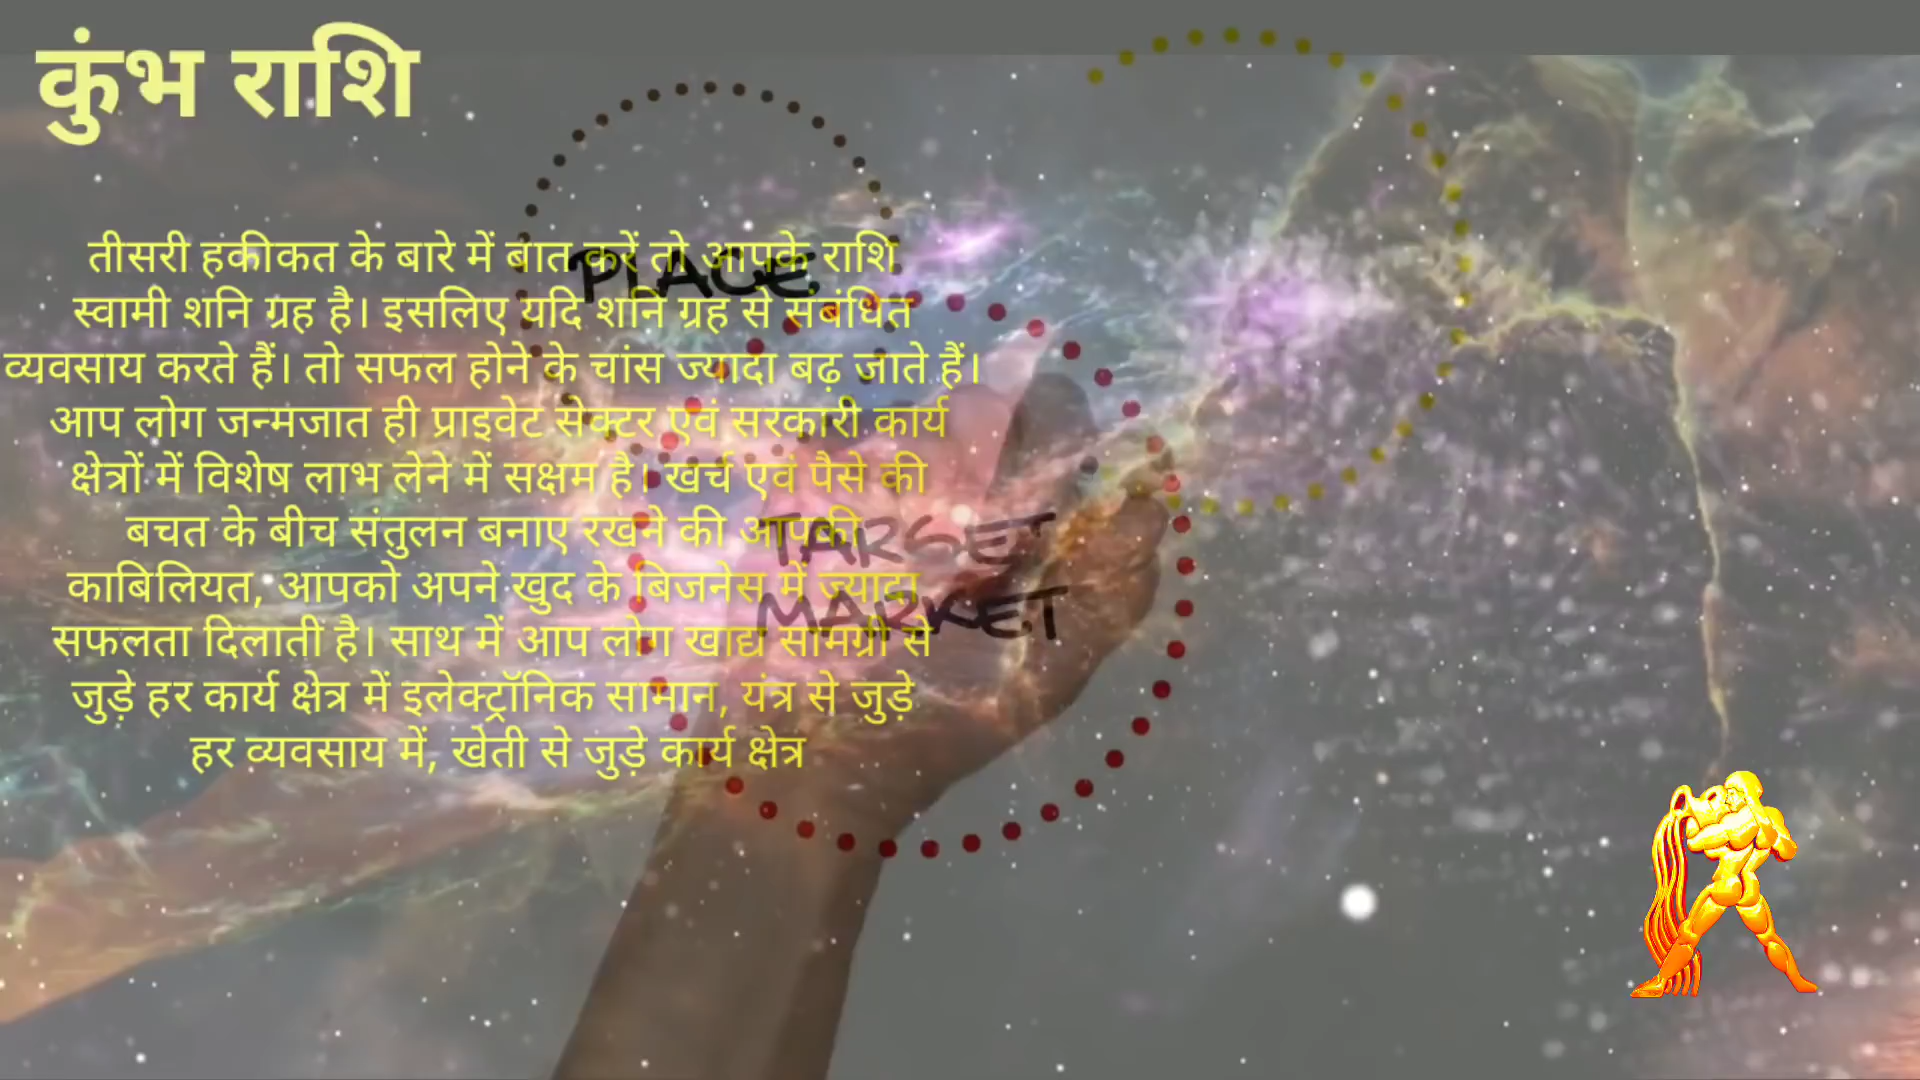 कुंभ राशि
तीसरी हकीकत के बारे में बात करें तो आपके राशि
स्वामी शनि ग्रह है। इसलिए यदि शनि ग्रह से संबंधित
व्यवसाय करते हैं। तो सफल होने के चांस ज्यादा बढ़ जाते हैं।
आप लोग जन्मजात ही प्राइवेट सेक्टर एवं सरकारी कार्य
क्षेत्रों में विशेष लाभ लेने में सक्षम है। खर्च एवं पैसे की
बचत के बीच संतुलन बनाए रखने की आपकी
काबिलियत, आपको अपने खुद के बिजनेस में ज्यादा
सफलता दिलाती है। साथ में आप लोग खाद्य सामग्री से
जुड़े हर कार्य क्षेत्र में इलेक्ट्रॉनिक सामान, यंत्र से जुड़े
हर व्यवसाय में, खेती से जुड़े कार्य क्षेत्र
PLACE
TARGET
MARKET